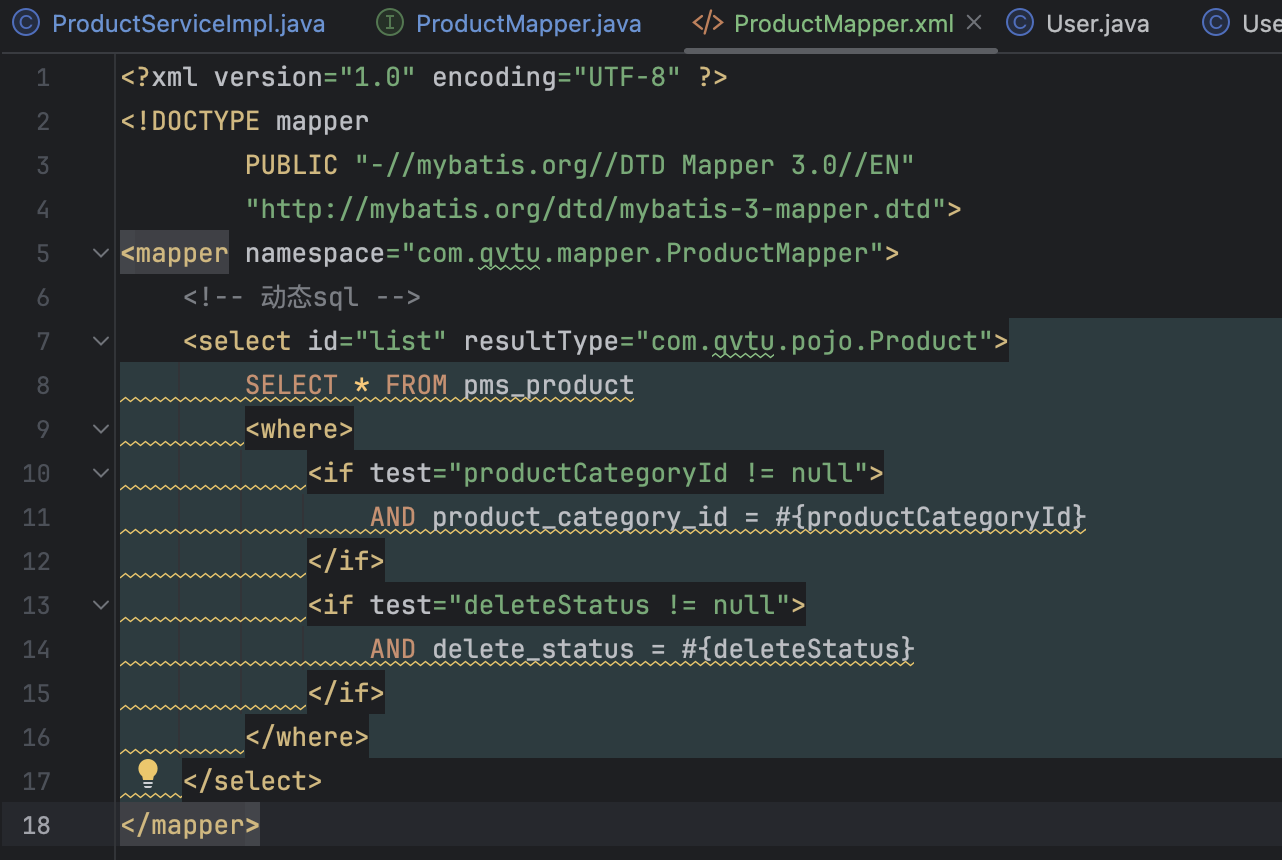 ProductServiceImpl.java ProductMapper.java ProductMapper.xml User.java Use
1 <?xml version="1.0" encoding="UTF-8" ?>
2 <!DOCTYPE mapper
3 PUBLIC "-//mybatis.org//DTD Mapper 3.0//EN"
4 "http://mybatis.org/dtd/mybatis-3-mapper.dtd">
5 <mapper namespace="com.qvtu.mapper.ProductMapper">
6 <!-- 动态sql -->
7 <select id="list" resultType="com.qvtu.pojo.Product">
8 SELECT * FROM pms_product
9 <where>
10 <if test="productCategoryId != null">
11 AND product_category_id = #{productCategoryId}
12 </if>
13 <if test="deleteStatus != null">
14 AND delete_status = #{deleteStatus}
15 </if>
16 </where>
17 </select>
18 </mapper>